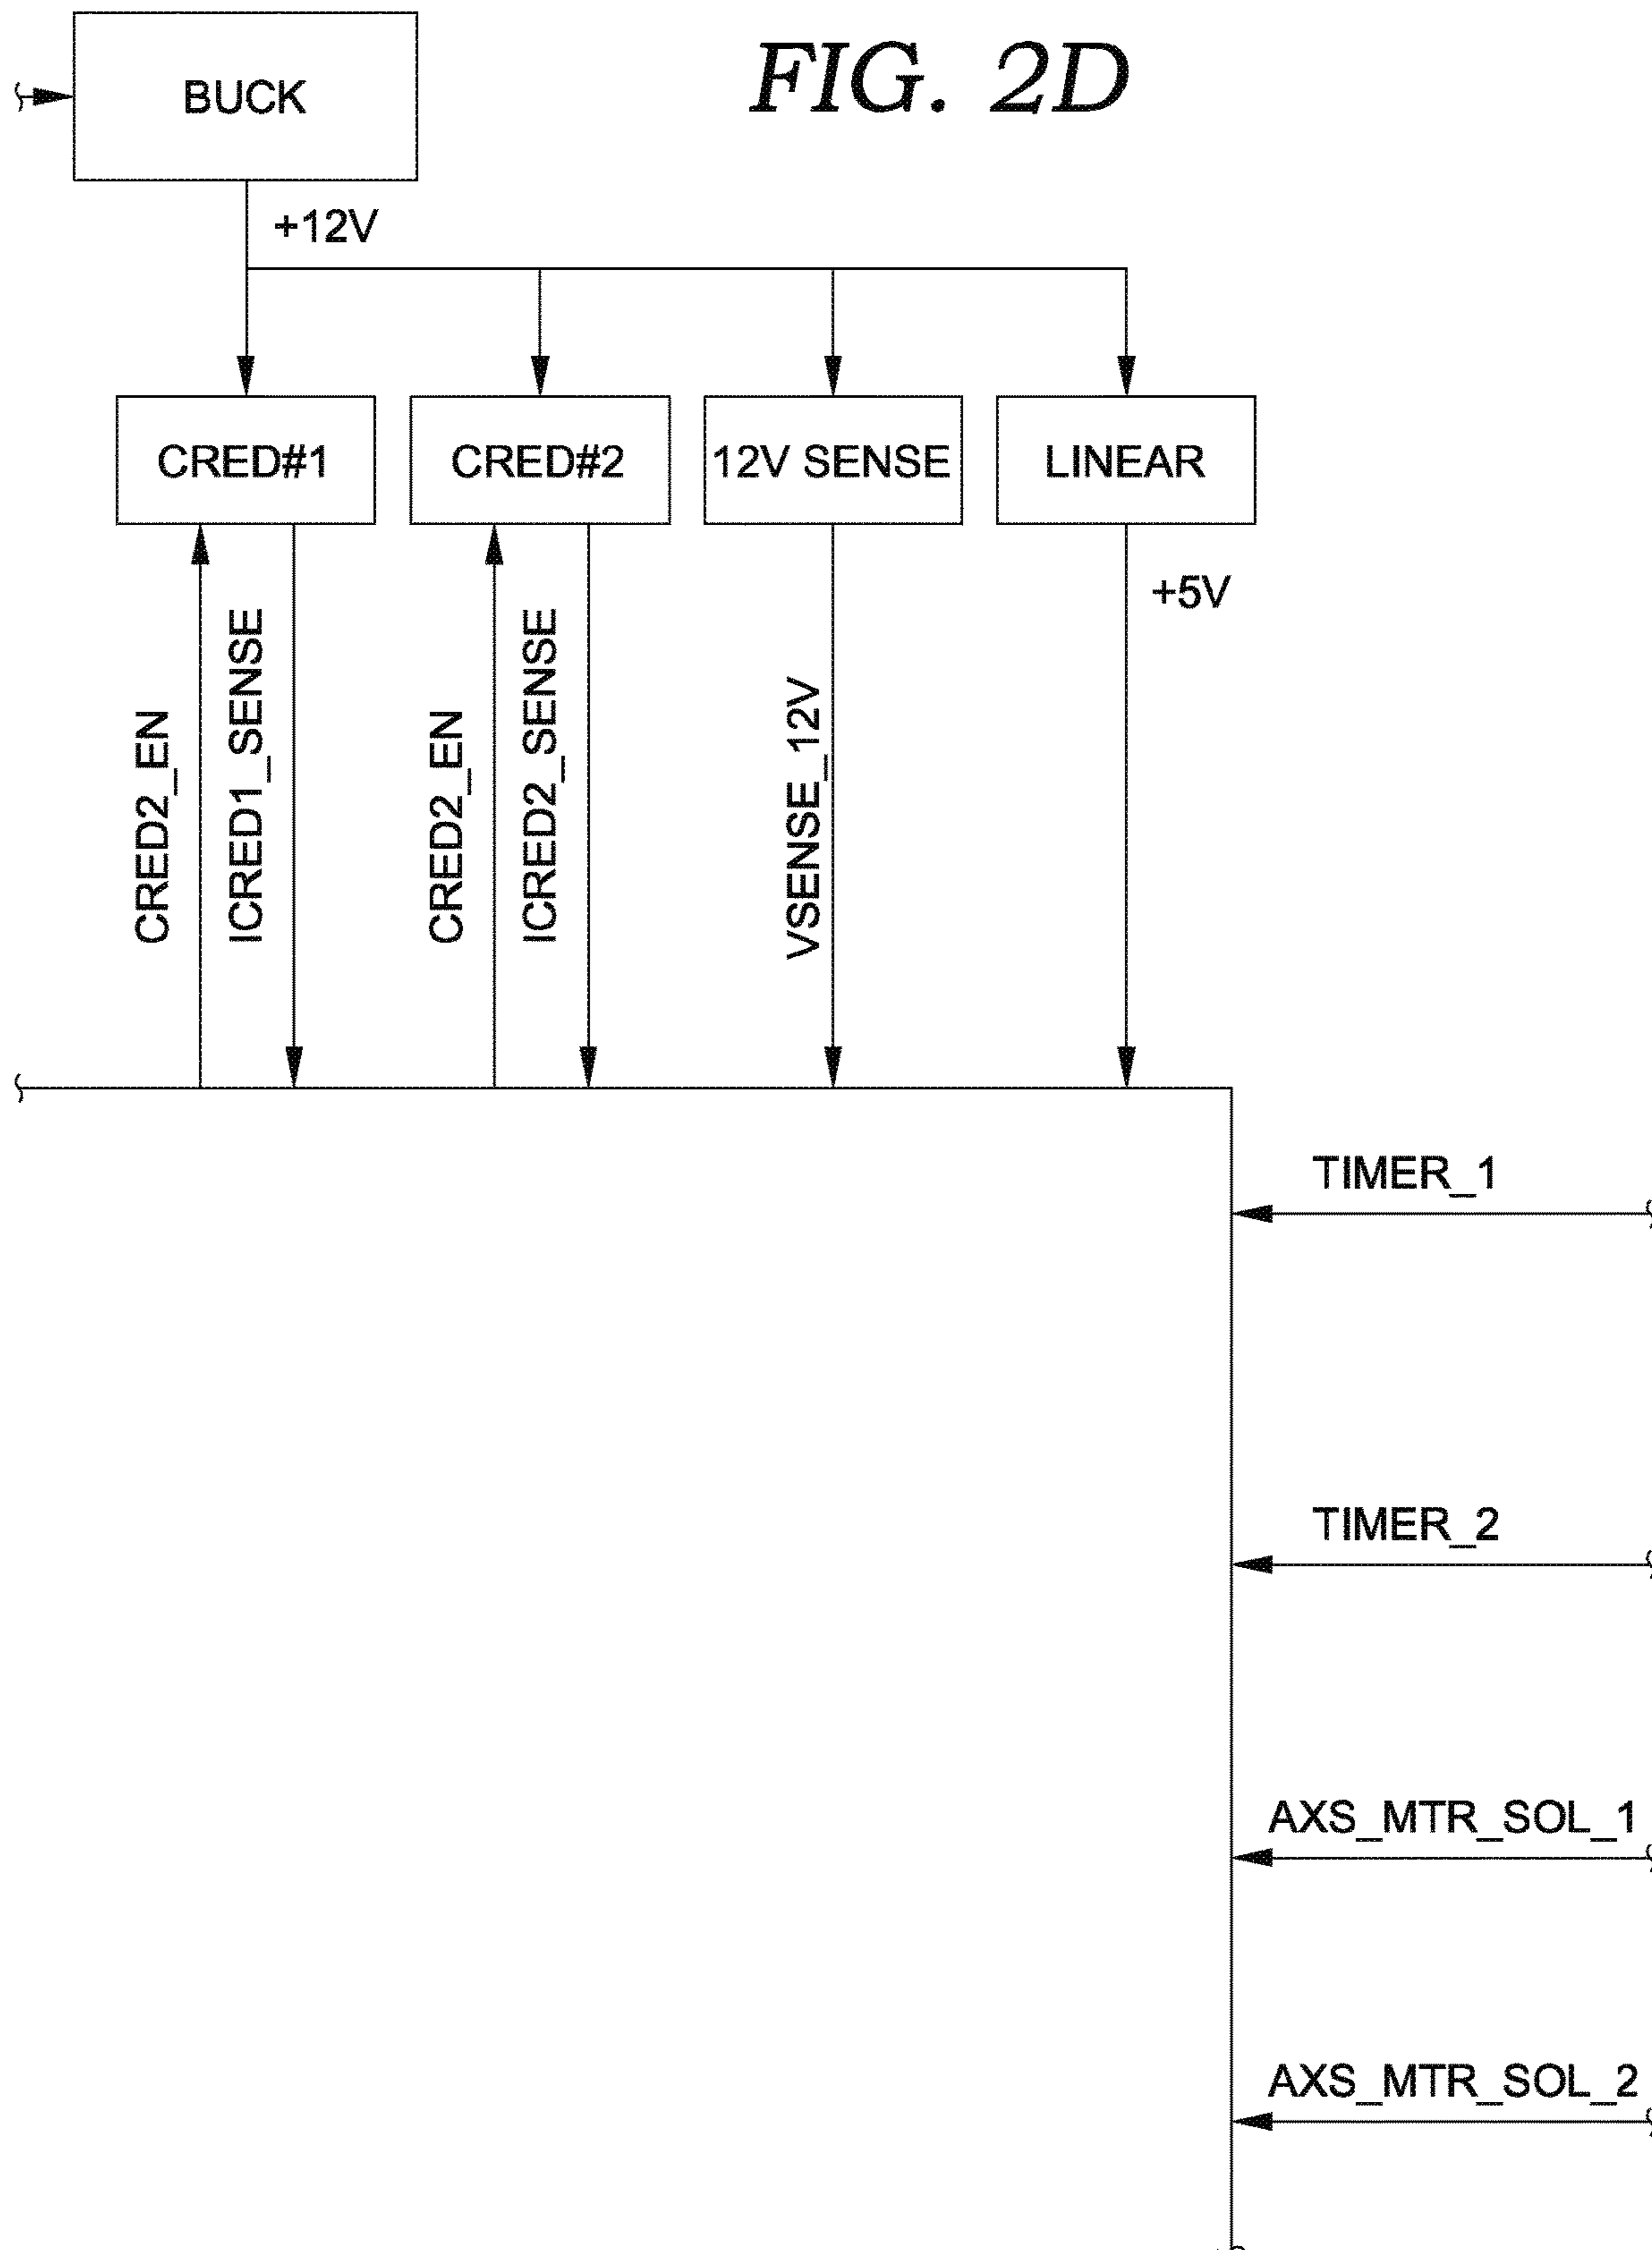 FIG. 2D
BUCK
+12V
CRED#1
CRED#2
12V SENSE
LINEAR
+5V
CRED2_EN
ICRED1_SENSE
CRED2_EN
ICRED2_SENSE
VSENSE_12V
TIMER_1
TIMER_2
AXS_MTR_SOL_1
AXS_MTR_SOL_2